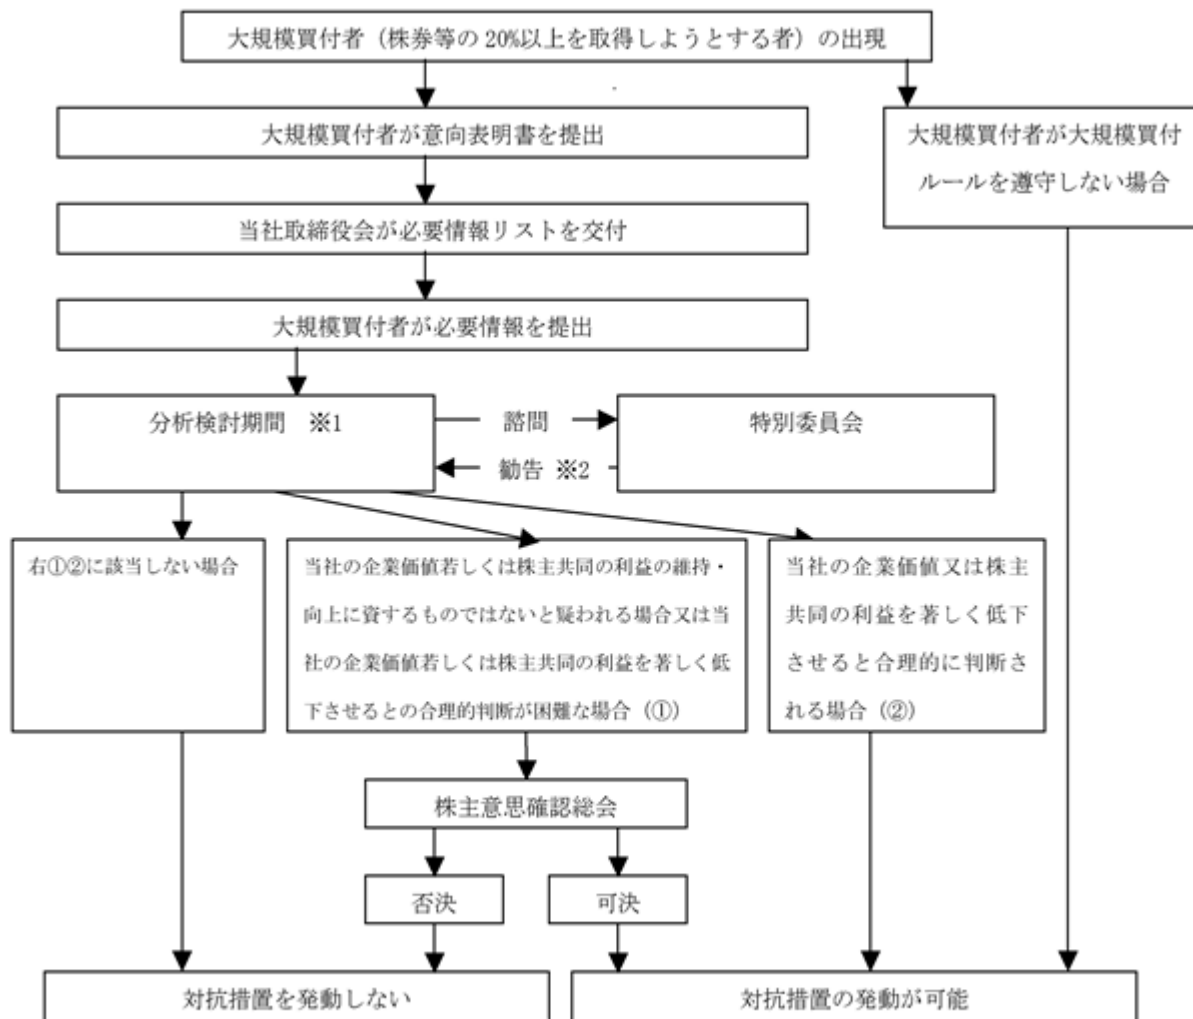 大規模買付者（株券等の 20%以上を取得しようとする者）の出現
大規模買付者が意向表明書を提出
大規模買付者が大規模買付
ルールを遵守しない場合
当社取締役会が必要情報リストを交付
大規模買付者が必要情報を提出
分析検討期間　※1
諮問
特別委員会
勧告 ※2
右①②に該当しない場合
当社の企業価値若しくは株主共同の利益の維持・
向上に資するものではないと疑われる場合又は当
社の企業価値若しくは株主共同の利益を著しく低
下させるとの合理的判断が困難な場合（①）
当社の企業価値又は株主
共同の利益を著しく低下
させると合理的に判断さ
れる場合（②）
株主意思確認総会
否決
可決
対抗措置を発動しない
対抗措置の発動が可能